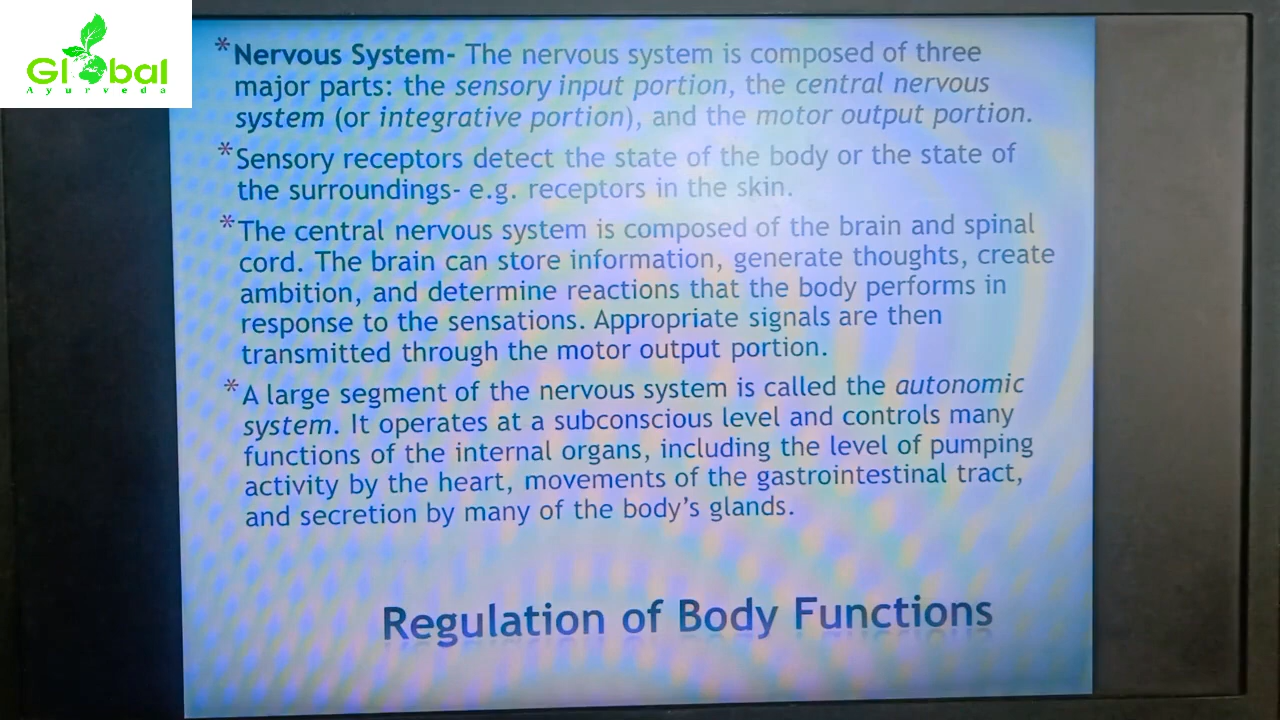 Global
Ayurveda
*Nervous System- The nervous system is composed of three
major parts: the sensory input portion, the central nervous
system (or integrative portion), and the motor output portion.
*Sensory receptors detect the state of the body or the state of
the surroundings- e.g. receptors in the skin.
*The central nervous system is composed of the brain and spinal
cord. The brain can store information, generate thoughts, create
ambition, and determine reactions that the body performs in
response to the sensations. Appropriate signals are then
transmitted through the motor output portion.
*A large segment of the nervous system is called the autonomic
system. It operates at a subconscious level and controls many
functions of the internal organs, including the level of pumping
activity by the heart, movements of the gastrointestinal tract,
and secretion by many of the body's glands.
Regulation of Body Functions